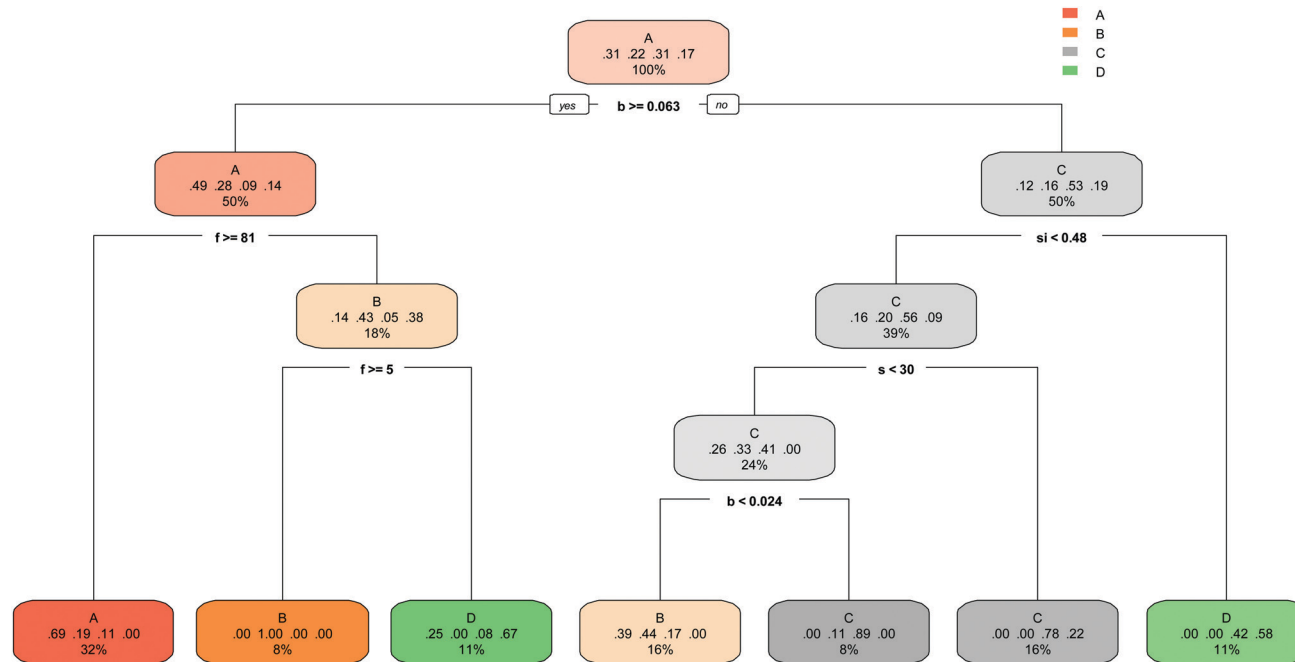 A
.31 .22 .31 .17
100%
A
B
C
D
yes b >= 0.063 no
A
.49 .28 .09 .14
50%
C
.12 .16 .53 .19
50%
f >= 81
si < 0.48
B
.14 .43 .05 .38
18%
C
.16 .20 .56 .09
39%
f >= 5
s < 30
C
.26 .33 .41 .00
24%
b < 0.024
A
.69 .19 .11 .00
32%
B
.00 1.00 .00 .00
8%
D
.25 .00 .08 .67
11%
B
.39 .44 .17 .00
16%
C
.00 .11 .89 .00
8%
C
.00 .00 .78 .22
16%
D
.00 .00 .42 .58
11%